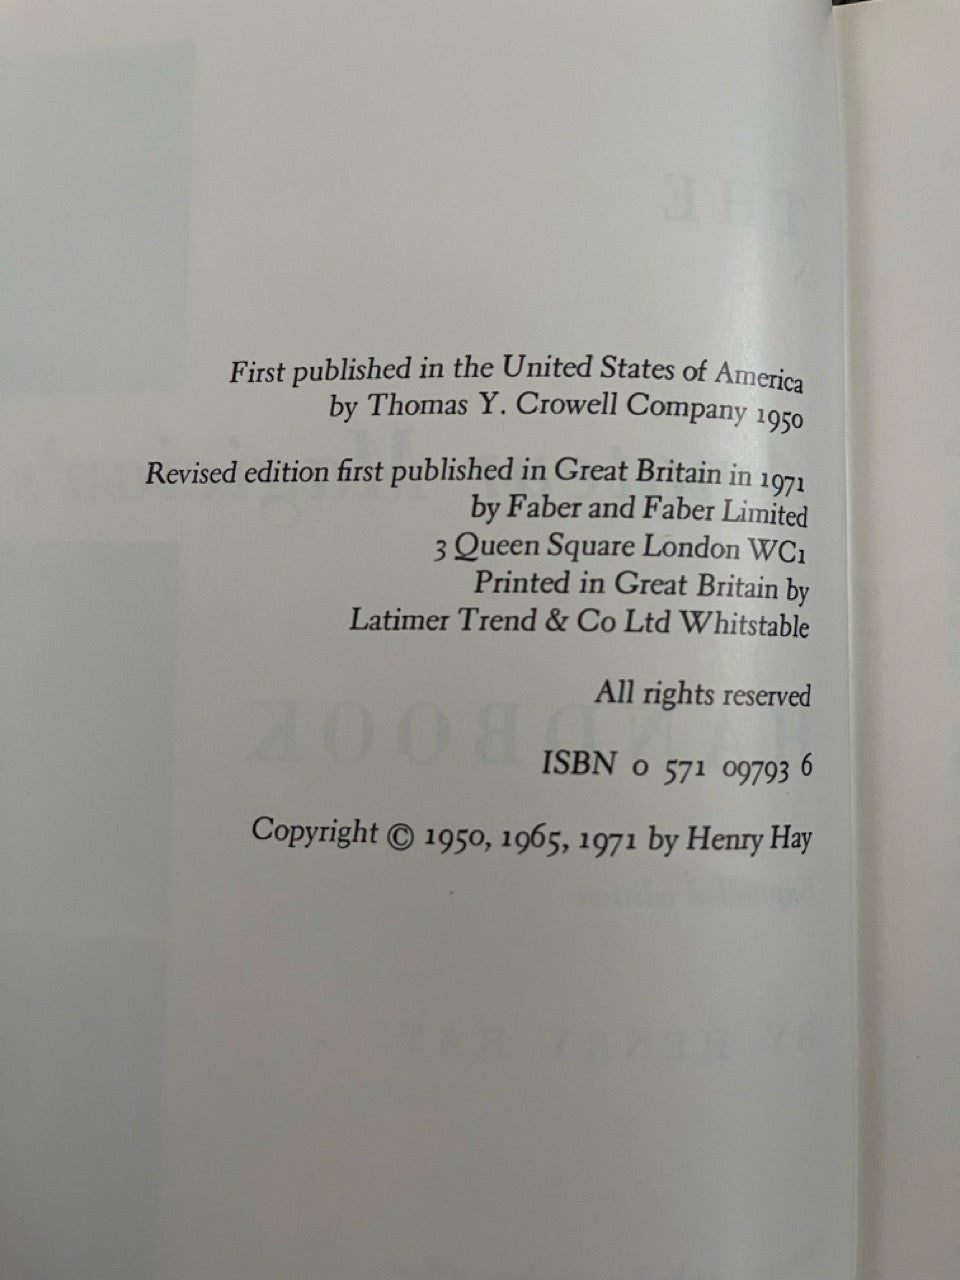 First published in the United States of America
by Thomas Y. Crowell Company 1950
Revised edition first published in Great Britain in 1971
by Faber and Faber Limited
3 Queen Square London WC1
Printed in Great Britain by
Latimer Trend & Co Ltd Whitstable
All rights reserved
ISBN 0 571 09793 6
Copyright © 1950, 1965, 1971 by Henry Hay